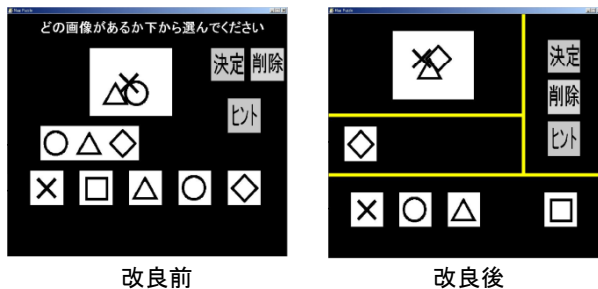 どの画像があるか下から選んでください
決定 削除
ヒント
決定
削除
ヒント
改良前
改良後